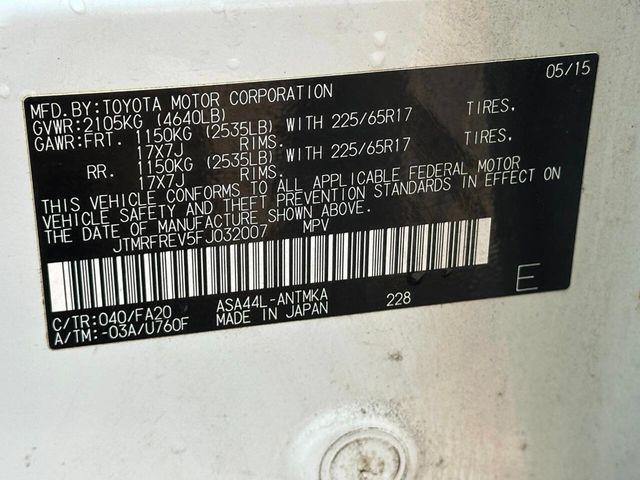 05/15
MFD.BY:TOYOTA MOTOR CORPORATION
GVWR:2105KG (4640LB)
GAWR:FRT. 1150KG (2535LB) WITH 225/65R17 TIRES,
17X7J RIMS.
RR. 1150KG (2535LB) WITH 225/65R17 TIRES,
17X7J RIMS.
THIS VEHICLE CONFORMS TO ALL APPLICABLE FEDERAL MOTOR
VEHICLE SAFETY AND THEFT PREVENTION STANDARDS IN EFFECT ON
THE DATE OF MANUFACTURE SHOWN ABOVE.
JTMRFREV5FJ032007 MPV
E
C/TR:040/FA20 ASA44L-ANTMKA 228
A/TM:-03A/U760F MADE IN JAPAN